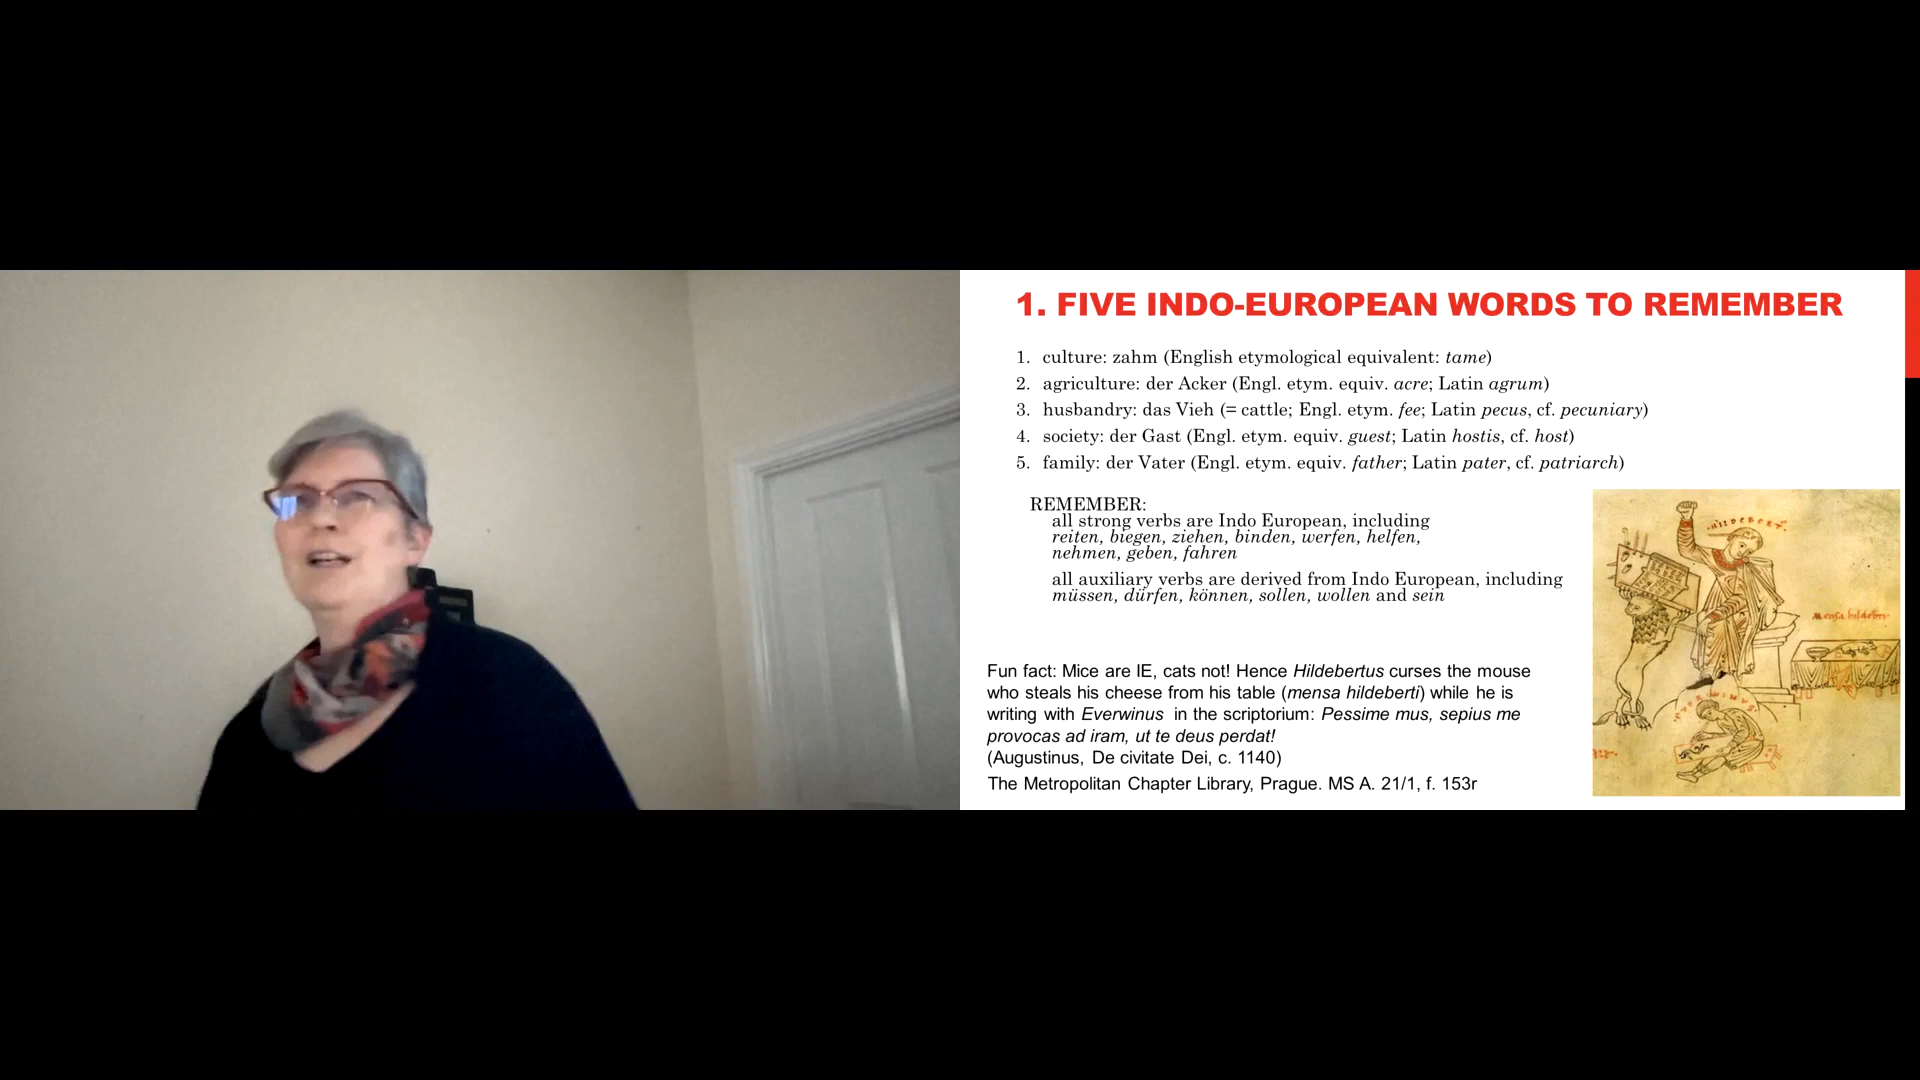 1. FIVE INDO-EUROPEAN WORDS TO REMEMBER
1. culture: zahm (English etymological equivalent: tame)
2. agriculture: der Acker (Engl. etym. equiv. acre; Latin agrum)
3. husbandry: das Vieh (= cattle; Engl. etym. fee; Latin pecus, cf. pecuniary)
4. society: der Gast (Engl. etym. equiv. guest; Latin hostis, cf. host)
5. family: der Vater (Engl. etym. equiv. father; Latin pater, cf. patriarch)
REMEMBER:
all strong verbs are Indo European, including
reiten, biegen, ziehen, binden, werfen, helfen,
nehmen, geben, fahren
all auxiliary verbs are derived from Indo European, including
müssen, dürfen, können, sollen, wollen and sein
Fun fact: Mice are IE, cats not! Hence Hildebertus curses the mouse
who steals his cheese from his table (mensa hildeberti) while he is
writing with Everwinus in the scriptorium: Pessime mus, sepius me
provocas ad iram, ut te deus perdat!
(Augustinus, De civitate Dei, c. 1140)
The Metropolitan Chapter Library, Prague. MS A. 21/1, f. 153r